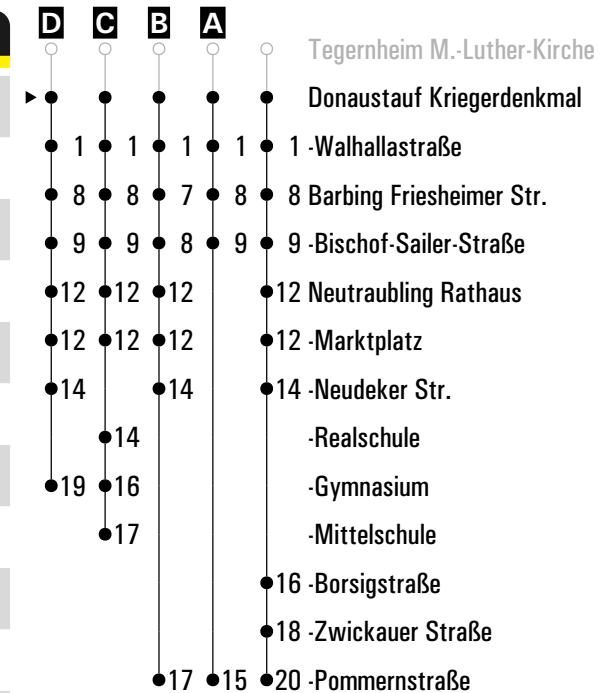 D C B A
Tegernheim M.-Luther-Kirche
Donaustauf Kriegerdenkmal
1 1 1 1 1 -Walhallastraße
8 8 7 8 8 Barbing Friesheimer Str.
9 9 8 9 9 -Bischof-Sailer-Straße
12 12 12 12 Neutraubling Rathaus
12 12 12 12 -Marktplatz
14 14 14 -Neudeker Str.
14 -Realschule
19 16 -Gymnasium
17 -Mittelschule
16 -Borsigstraße
18 -Zwickauer Straße
17 15 20 -Pommernstraße